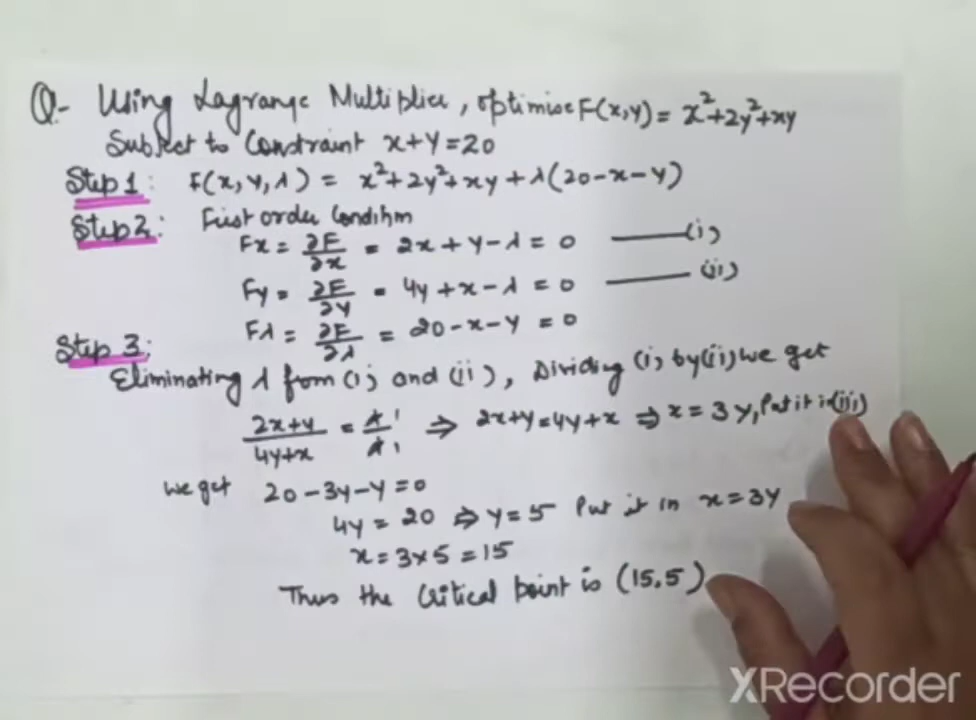 Q- Using Lagrange Multiplier, optimise F(x,y) = x²+2y²+xy
Subject to Constraint x+y=20
Step 1: F(x, y, λ) = x²+2y²+xy+λ(20-x-y)
Step 2: First order Condition
Fx = ∂F/∂x = 2x+y-λ = 0 ——(i)
Fy = ∂F/∂y = 4y+x-λ = 0 ——(ii)
Fλ = ∂F/∂λ = 20-x-y = 0
Step 3:
Eliminating λ from (i) and (ii), Dividing (i) by (ii) we get
2x+y/4y+x = λ1/λ1 ⇒ 2x+y=4y+x ⇒ x=3y, Put it in (iii)
we get 20-3y-y=0
4y = 20 ⇒ y=5 Put it in x=3y
x=3×5=15
Thus the Critical point is (15,5)
XRecorder